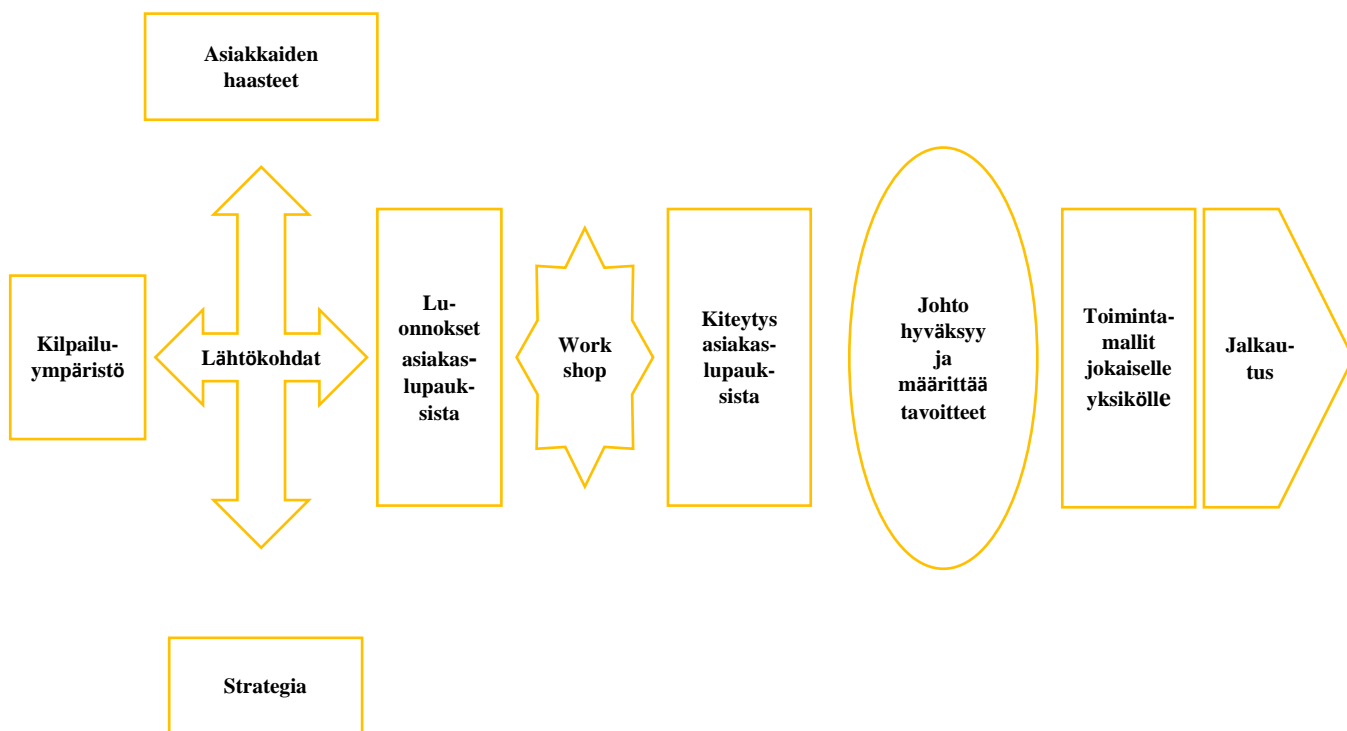 Asiakkaiden
haasteet
Kilpailu-
ympäristö
Lähtökohdat
Strategia
Lu-
onnokset
asiakas-
lupauk-
sista
Work
shop
Kiteytys
asiakas-
lupauk-
sista
Johto
hyväksyy
ja
määrittää
tavoitteet
Toiminta-
mallit
jokaiselle
yksikölle
Jalkau-
tus